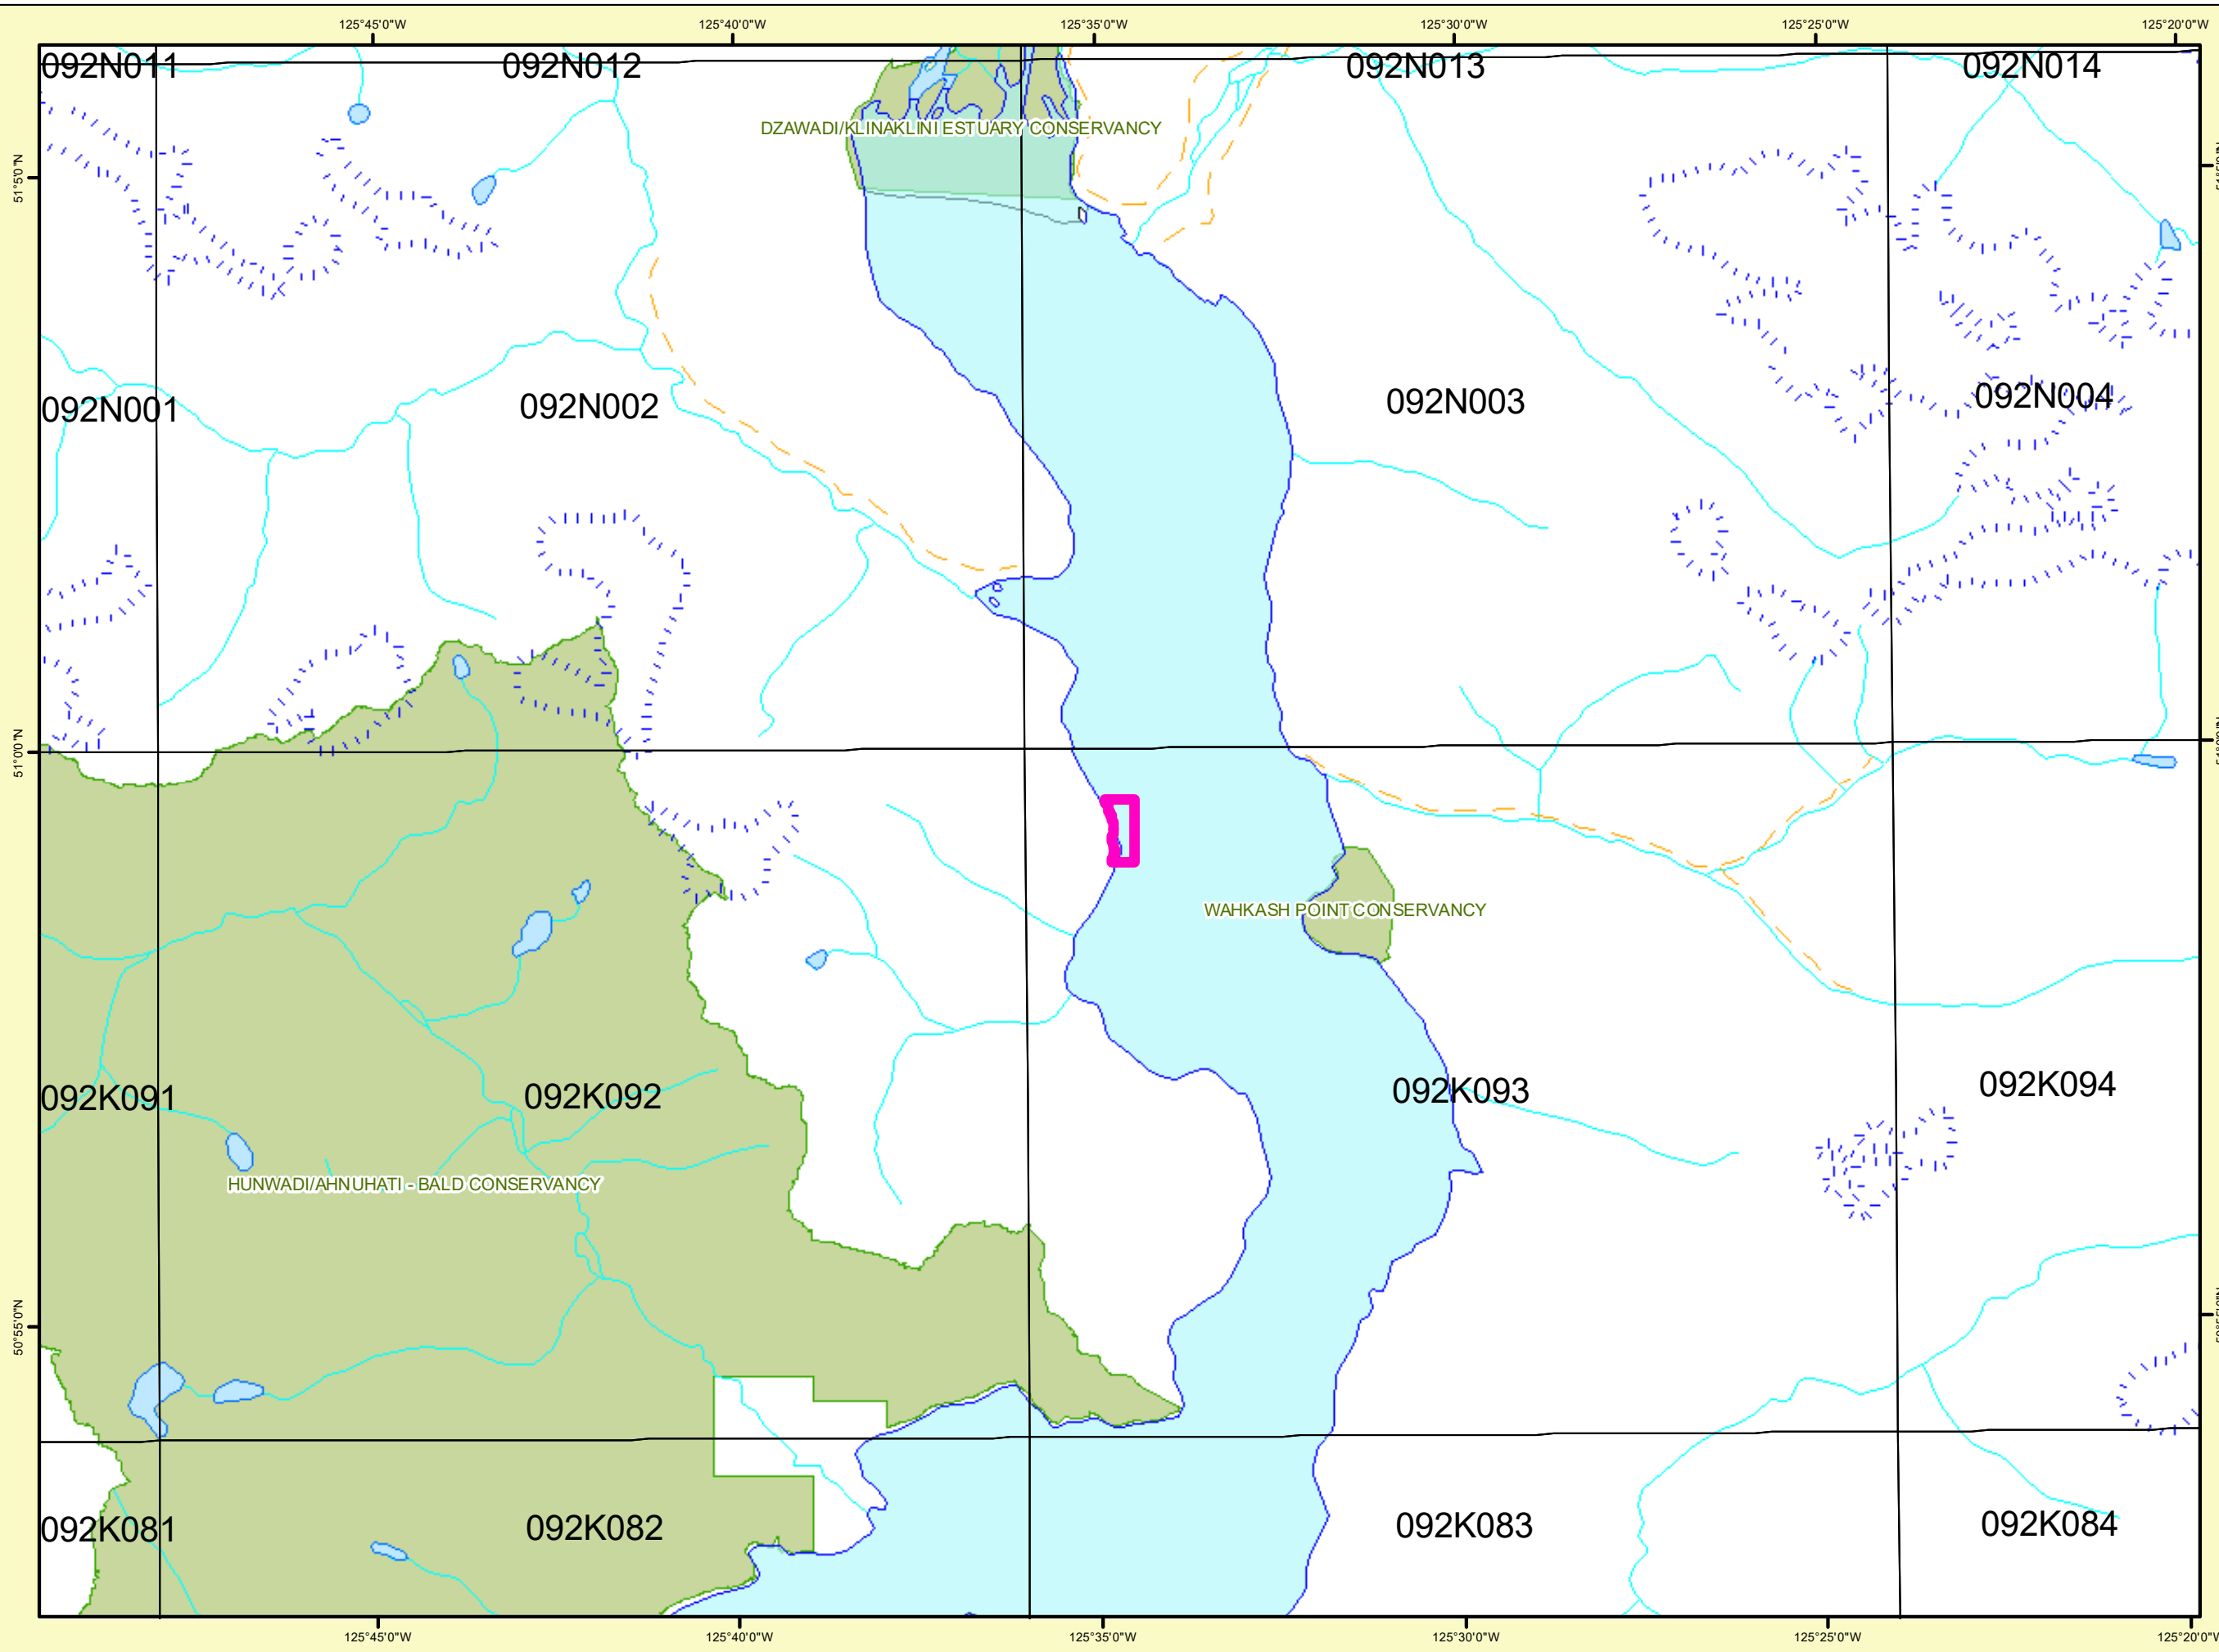 125°45'0"W
125°40'0"W
125°35'0"W
125°30'0"W
125°25'0"W
125°20'0"W
092N011
092N012
092N013
092N014
DZAWADI/KLINAKLINI ESTUARY CONSERVANCY
51°5'0"N
092N001
092N002
092N003
092N004
51°0'0"N
WAHKASH POINT CONSERVANCY
092K091
092K092
092K093
092K094
HUNWADI/AHNUHATI - BALD CONSERVANCY
50°55'0"N
092K081
092K082
092K083
092K084
125°45'0"W
125°40'0"W
125°35'0"W
125°30'0"W
125°25'0"W
125°20'0"W